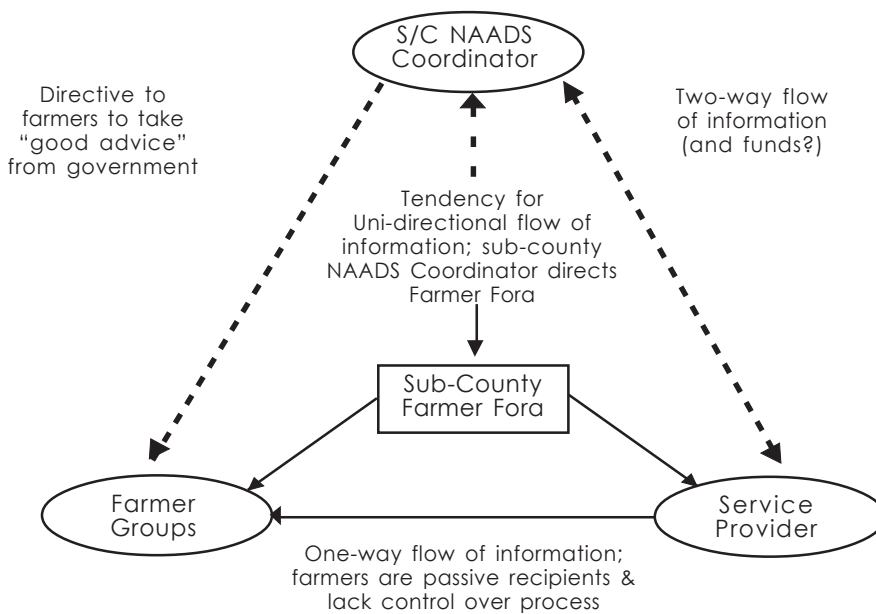 S/C NAADS
Coordinator
Directive to
farmers to take
“good advice”
from government
Two-way flow
of information
(and funds?)
Tendency for
Uni-directional flow of
information; sub-county
NAADS Coordinator directs
Farmer Fora
Sub-County
Farmer Fora
Farmer
Groups
Service
Provider
One-way flow of information;
farmers are passive recipients &
lack control over process